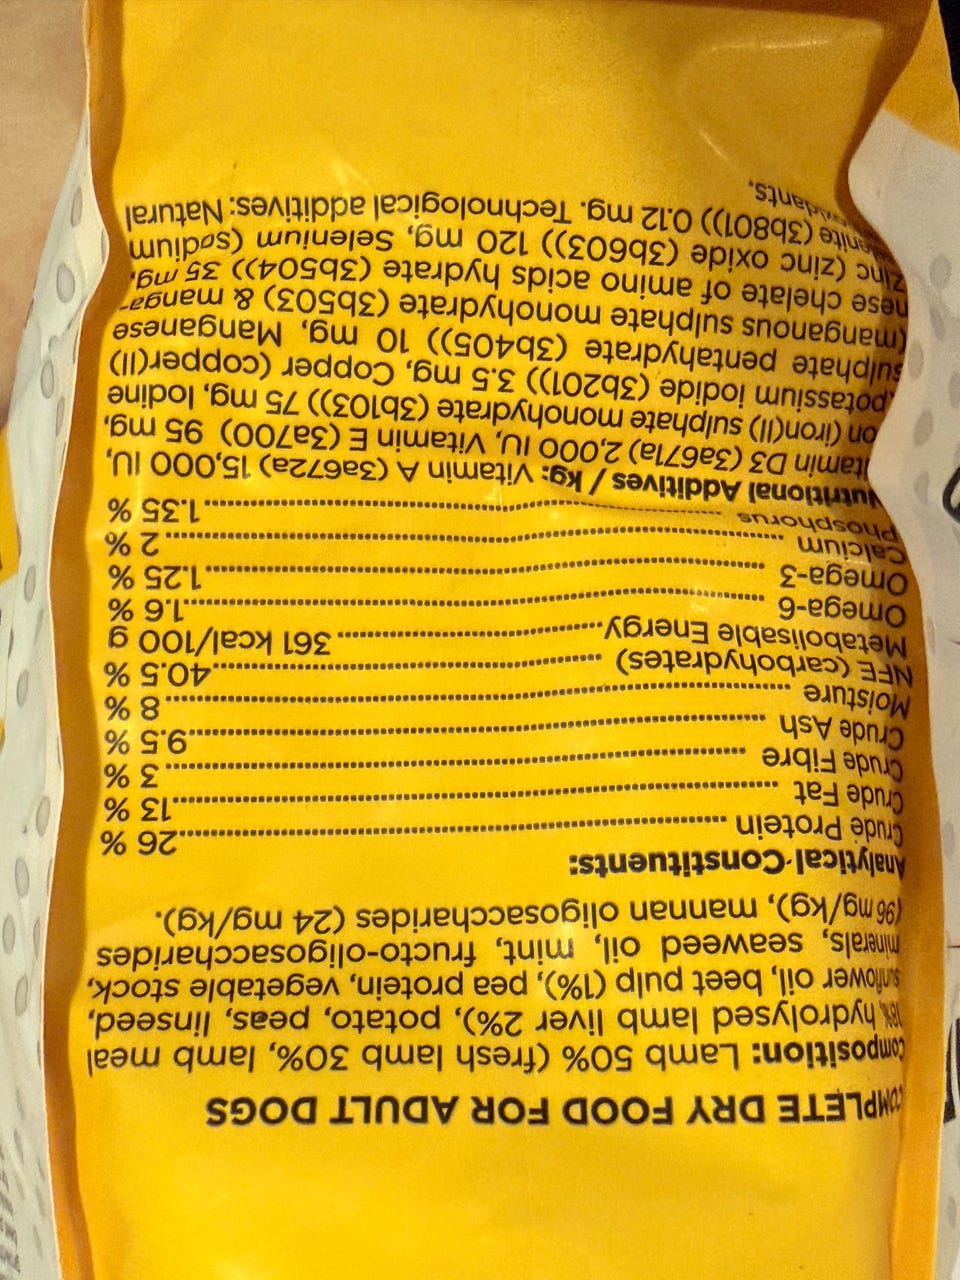 COMPLETE DRY FOOD FOR ADULT DOGS
Composition: Lamb 50% (fresh lamb 30%, lamb meal
18%, hydrolysed lamb liver 2%), potato, peas, linseed,
sunflower oil, beet pulp (1%), pea protein, vegetable stock,
minerals, seaweed oil, mint, fructo-oligosaccharides
(96 mg/kg), mannan oligosaccharides (24 mg/kg).
Analytical Constituents:
Crude Protein 26 %
Crude Fat 13 %
Crude Fibre 3 %
Crude Ash 9.5 %
Moisture 8 %
NFE (carbohydrates) 40.5 %
Metabolisable Energy 361 kcal/100 g
Omega-6 1.6 %
Omega-3 1.25 %
Calcium 2 %
Phosphorus 1.35 %
Nutritional Additives / kg: Vitamin A (3a672a) 15,000 IU,
Vitamin D3 (3a671a) 2,000 IU, Vitamin E (3a700) 95 mg,
Iron (iron(II) sulphate monohydrate (3b103)) 75 mg, Iodine
(potassium iodide (3b201)) 3.5 mg, Copper (copper(II)
sulphate pentahydrate (3b405)) 10 mg, Manganese
(manganous sulphate monohydrate (3b503) & manga-
nese chelate of amino acids hydrate (3b504)) 35 mg,
Zinc (zinc oxide (3b603)) 120 mg, Selenium (sodium
selenite (3b801)) 0.12 mg. Technological additives: Natural
antioxidants.